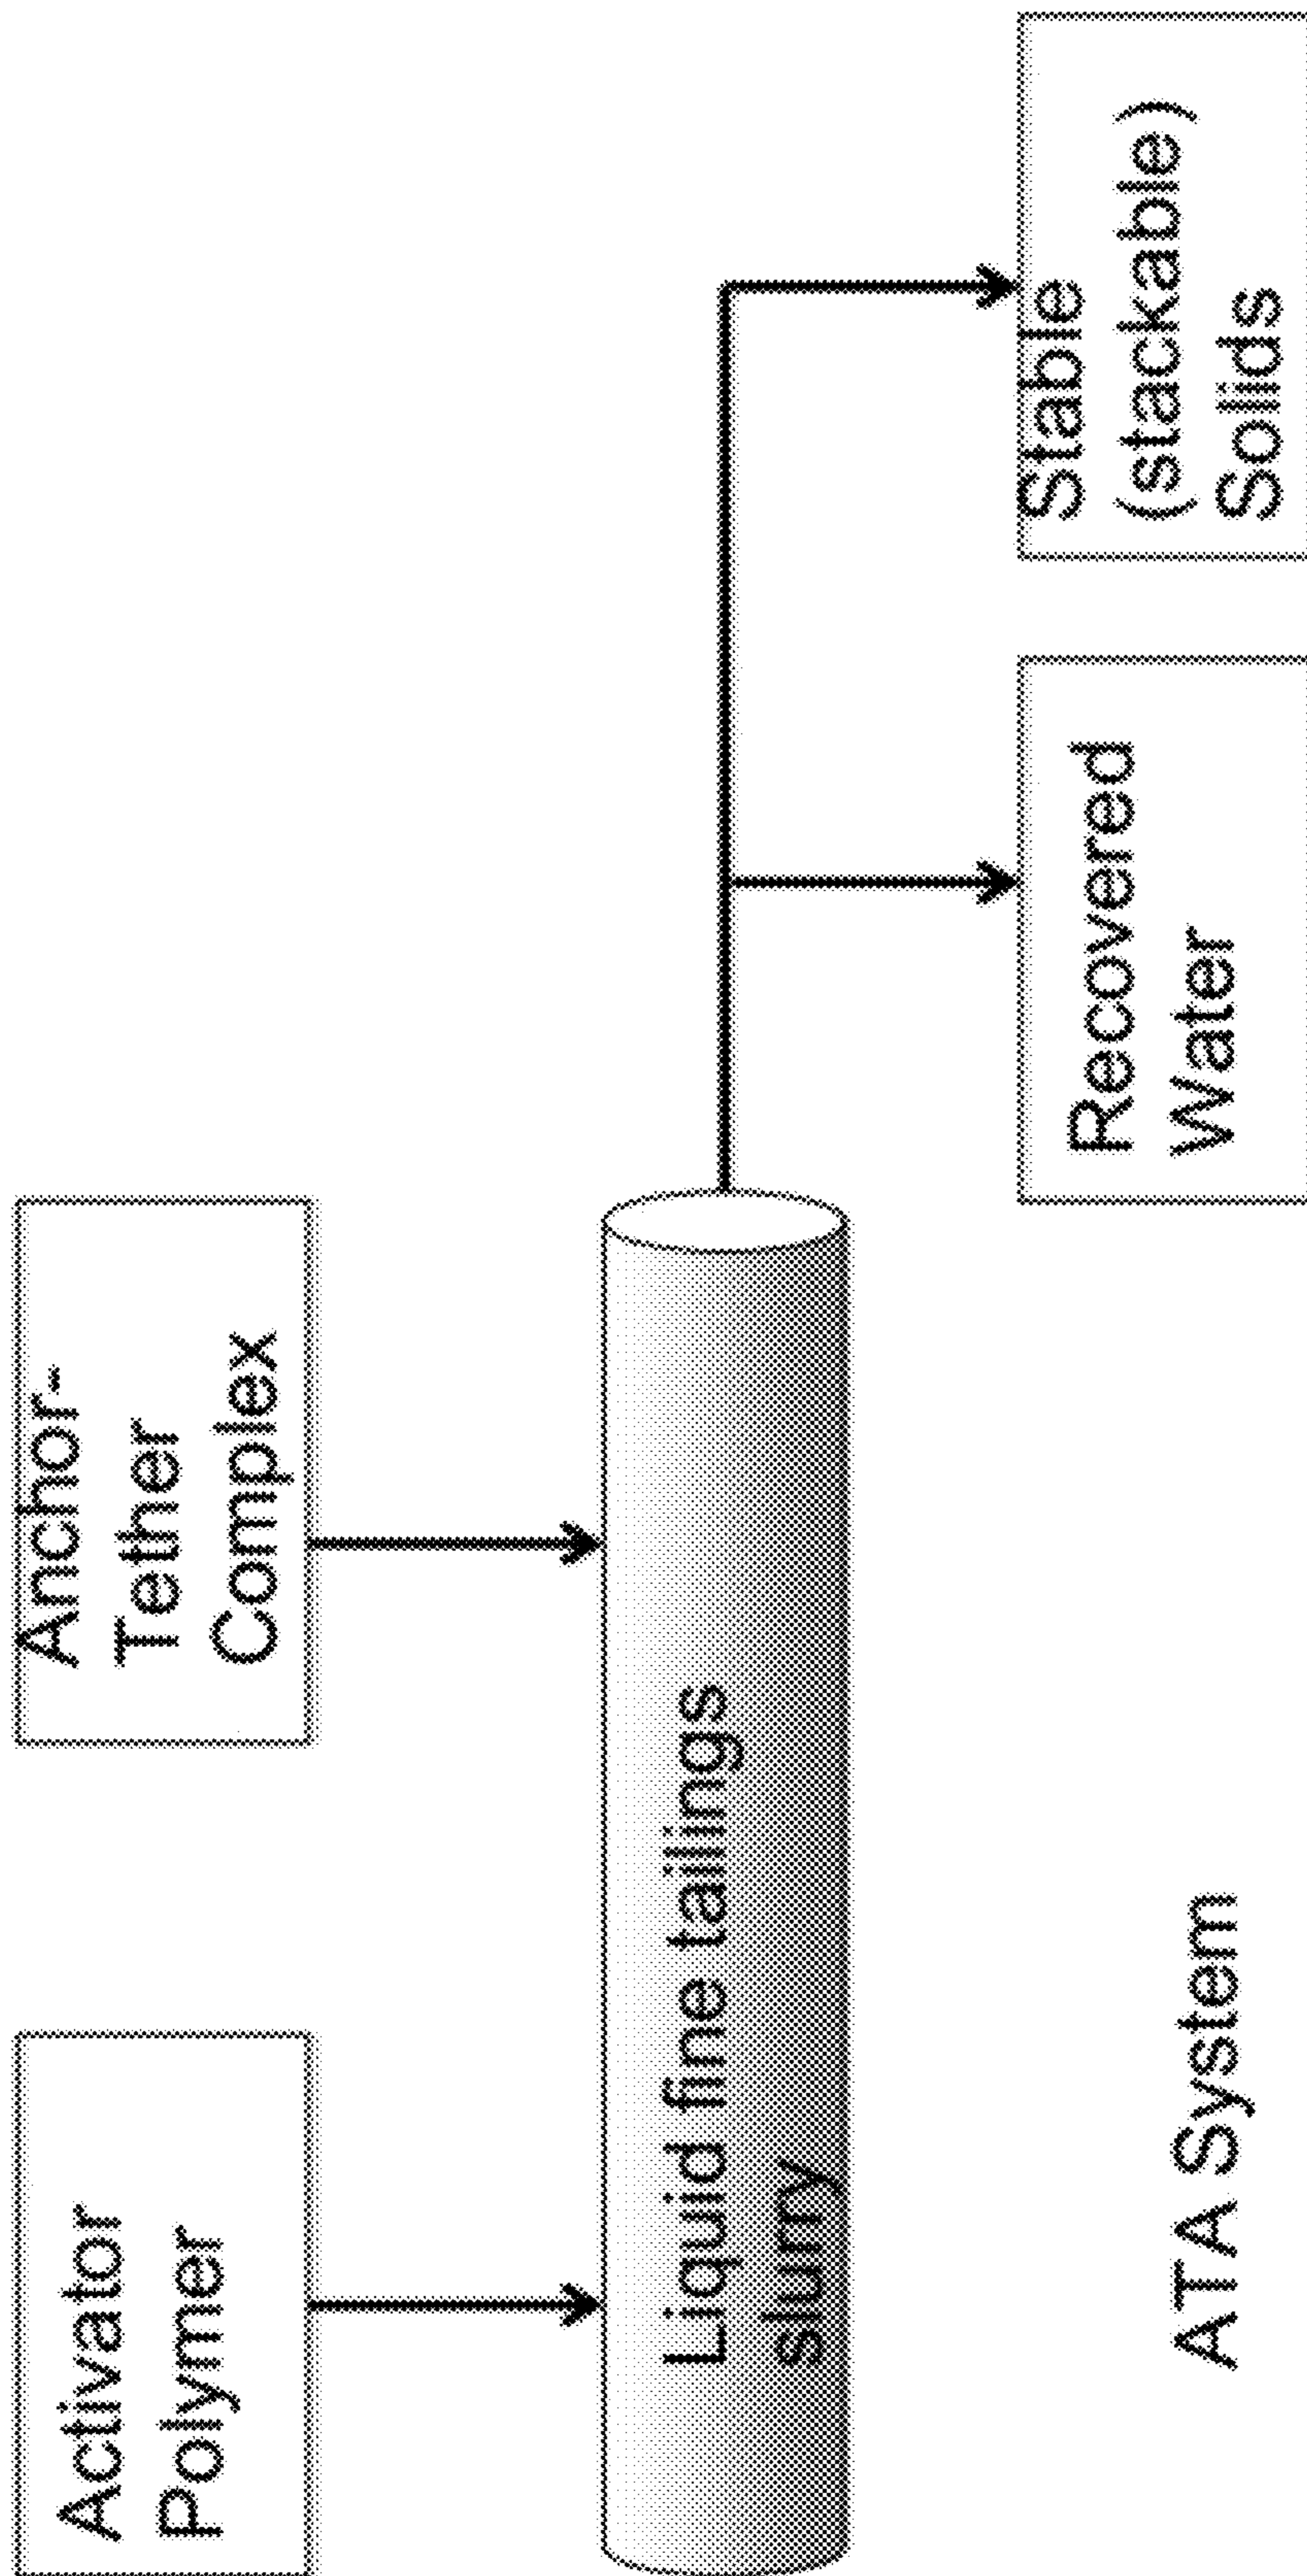 Activator
Polymer
Anchor-
Tether
Complex
Liquid fine tailings
slurry
Recovered
Water
Stable
(stackable)
Solids
ATA System